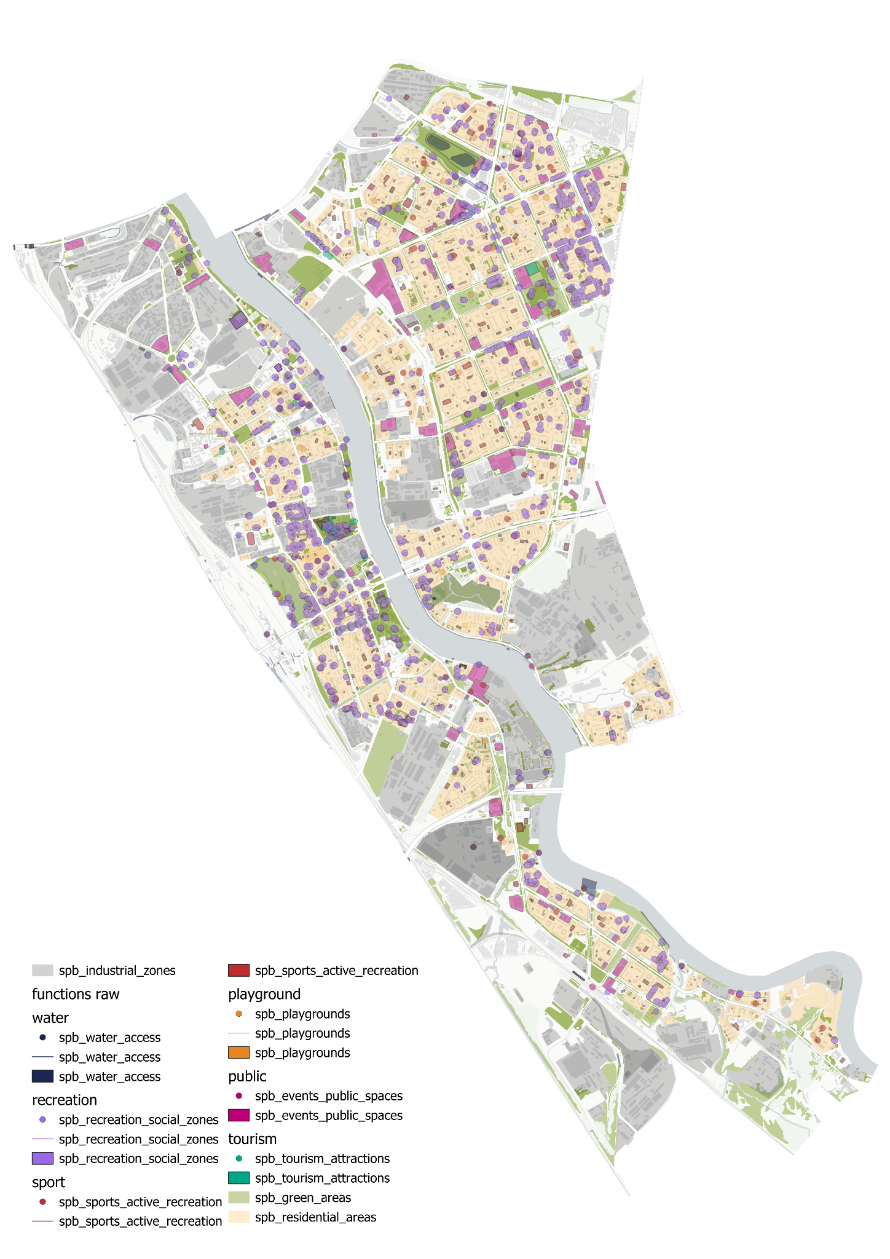 spb_industrial_zones
functions raw
water
spb_water_access
spb_water_access
spb_water_access
recreation
spb_recreation_social_zones
spb_recreation_social_zones
spb_recreation_social_zones
sport
spb_sports_active_recreation
spb_sports_active_recreation
spb_sports_active_recreation
playground
spb_playgrounds
spb_playgrounds
spb_playgrounds
public
spb_events_public_spaces
spb_events_public_spaces
tourism
spb_tourism_attractions
spb_tourism_attractions
spb_green_areas
spb_residential_areas